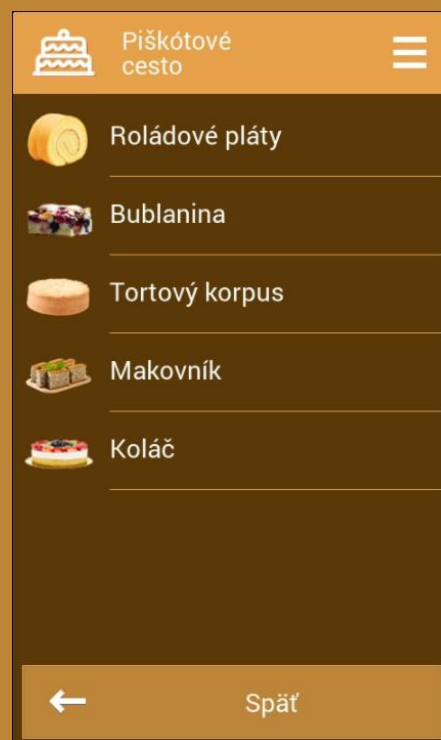 Piškótové
cesto
Roládové pláty
Bublanina
Tortový korpus
Makovník
Koláč
Späť